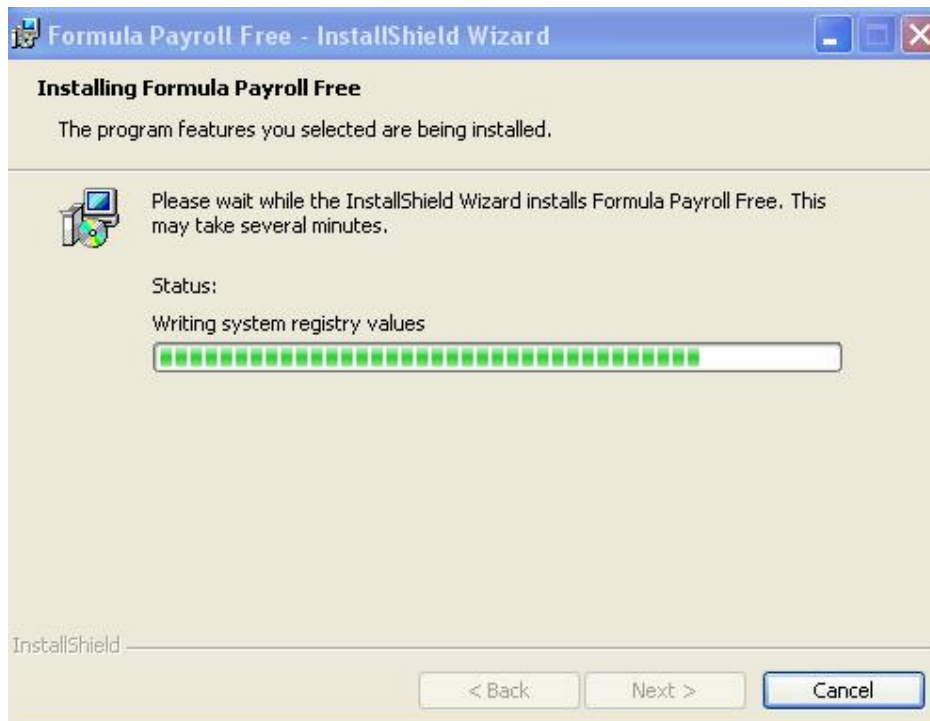 Formula Payroll Free - InstallShield Wizard
Installing Formula Payroll Free
The program features you selected are being installed.
Please wait while the InstallShield Wizard installs Formula Payroll Free. This
may take several minutes.
Status:
Writing system registry values
InstallShield
< Back
Next >
Cancel